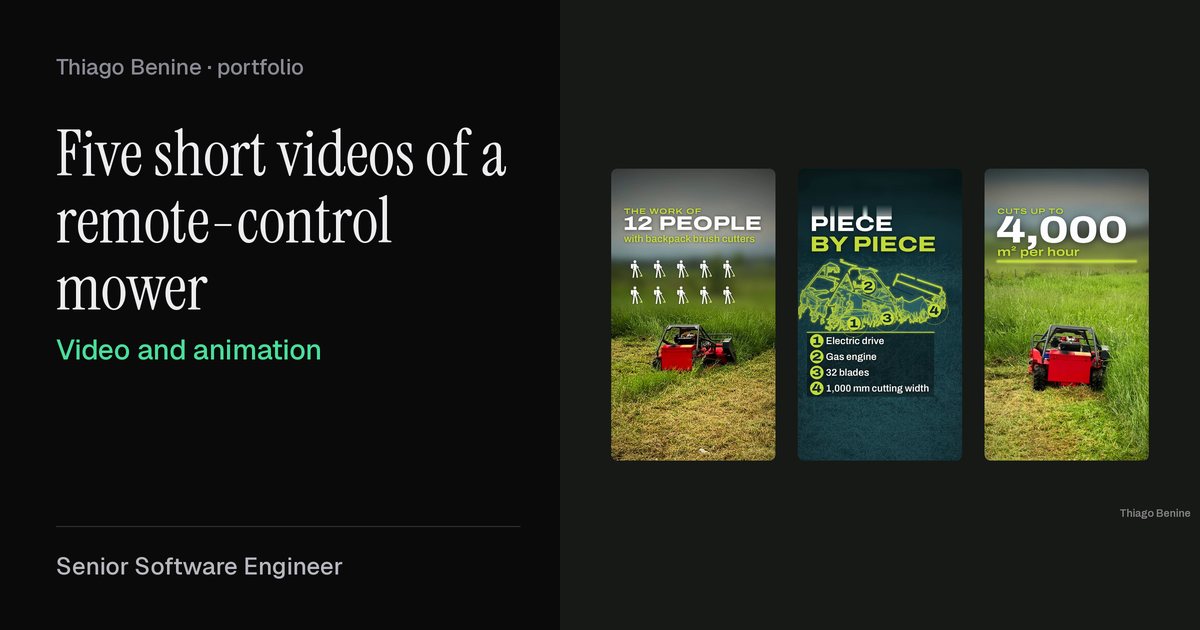 Thiago Benine · portfolio
Five short videos of a
remote-control
mower
Video and animation
Senior Software Engineer
THE WORK OF
12 PEOPLE
with backpack brush cutters
PIECE
BY PIECE
2
1
3
4
1 Electric drive
2 Gas engine
3 32 blades
4 1,000 mm cutting width
CUTS UP TO
4,000
m² per hour
Thiago Benine